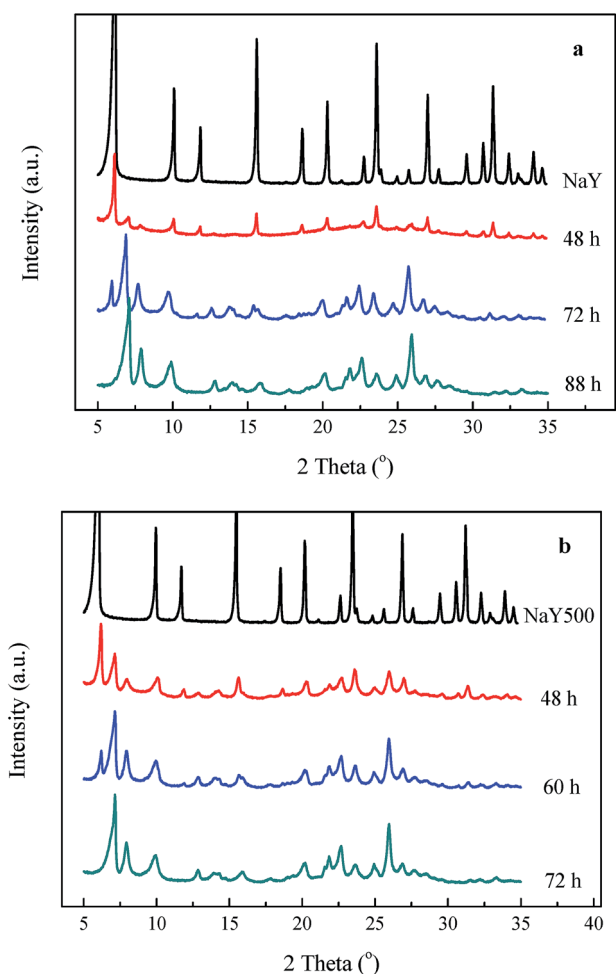 a
NaY
48 h
72 h
88 h
Intensity (a.u.)
5 10 15 20 25 30 35
2 Theta (°)
b
NaY500
48 h
60 h
72 h
Intensity (a.u.)
5 10 15 20 25 30 35 40
2 Theta (°)